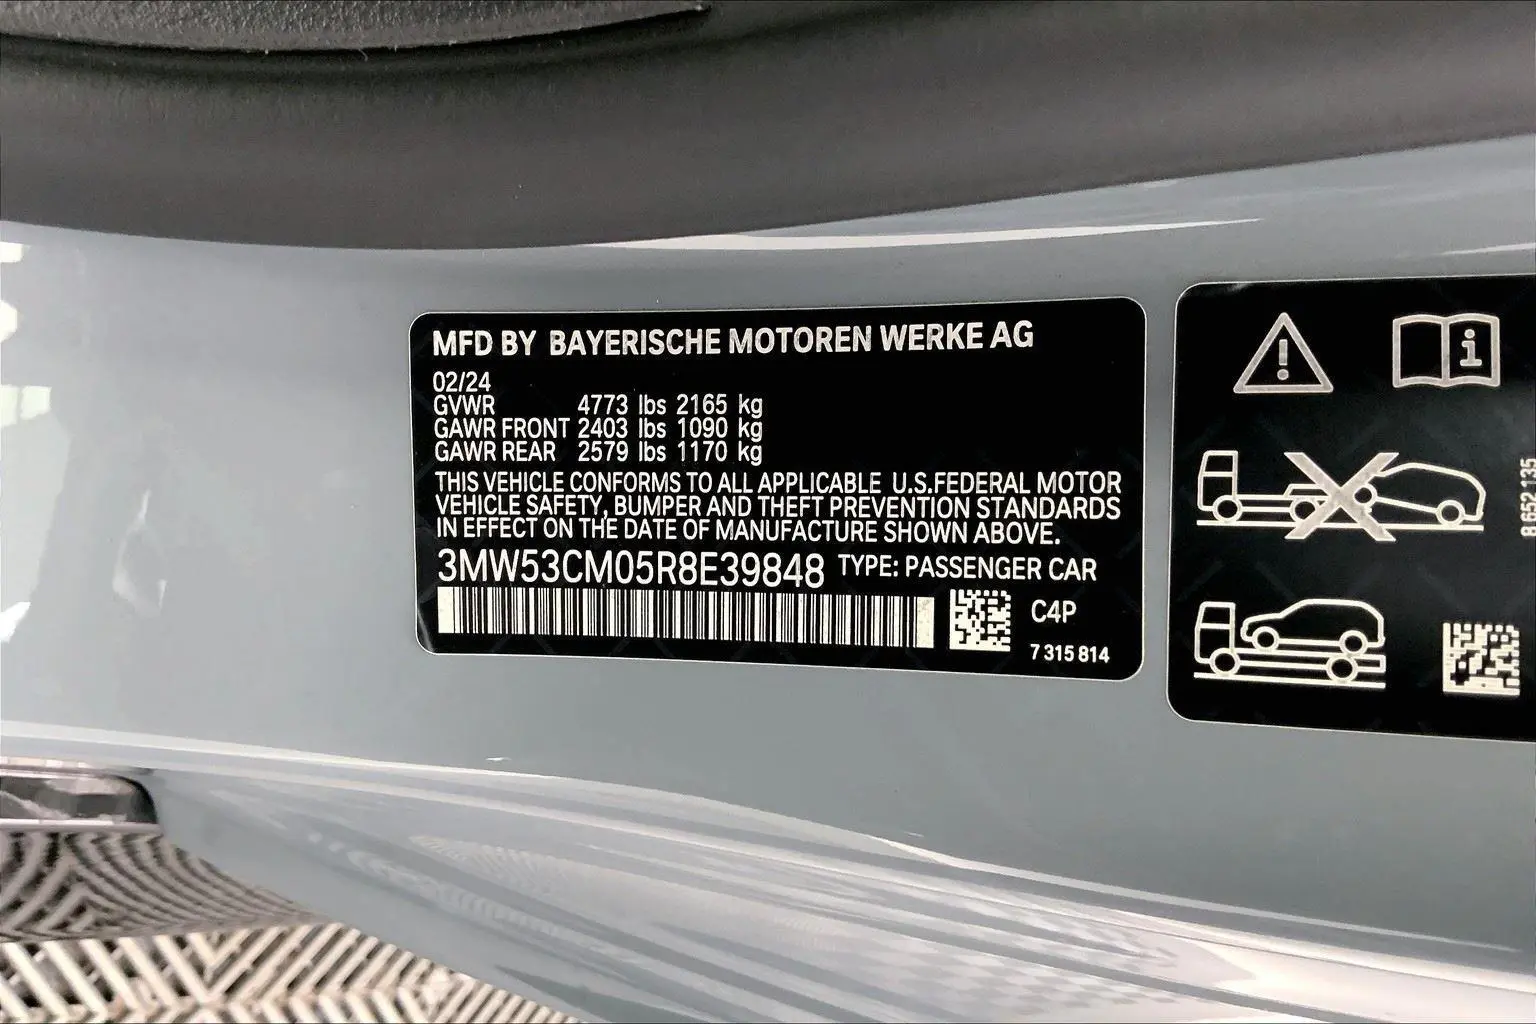 MFD BY BAYERISCHE MOTOREN WERKE AG
02/24
GVWR 4773 lbs 2165 kg
GAWR FRONT 2403 lbs 1090 kg
GAWR REAR 2579 lbs 1170 kg
THIS VEHICLE CONFORMS TO ALL APPLICABLE U.S.FEDERAL MOTOR
VEHICLE SAFETY, BUMPER AND THEFT PREVENTION STANDARDS
IN EFFECT ON THE DATE OF MANUFACTURE SHOWN ABOVE.
3MW53CM05R8E39848 TYPE: PASSENGER CAR
C4P
7 315 814
8 652 135